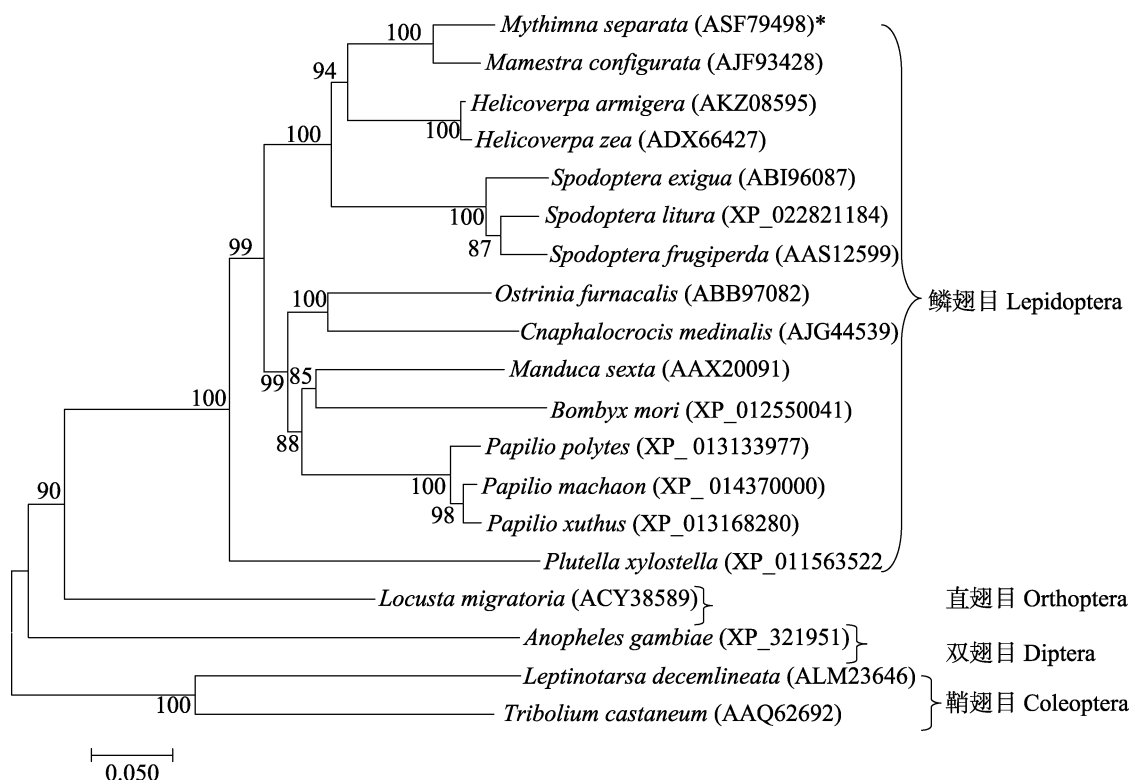 Mythimna separata (ASF79498)*
100
Mamestra configurata (AJF93428)
94
Helicoverpa armigera (AKZ08595)
100
100
Helicoverpa zea (ADX66427)
Spodoptera exigua (ABI96087)
100
Spodoptera litura (XP_022821184)
87
99
Spodoptera frugiperda (AAS12599)
Ostrinia furnacalis (ABB97082)
100
鳞翅目 Lepidoptera
Cnaphalocrocis medinalis (AJG44539)
Manduca sexta (AAX20091)
99
85
100
Bombyx mori (XP_012550041)
88
Papilio polytes (XP_ 013133977)
100
Papilio machaon (XP_ 014370000)
90
98
Papilio xuthus (XP_013168280)
Plutella xylostella (XP_011563522
Locusta migratoria (ACY38589)
直翅目 Orthoptera
Anopheles gambiae (XP_321951)
双翅目 Diptera
Leptinotarsa decemlineata (ALM23646)
100
鞘翅目 Coleoptera
Tribolium castaneum (AAQ62692)
0.050